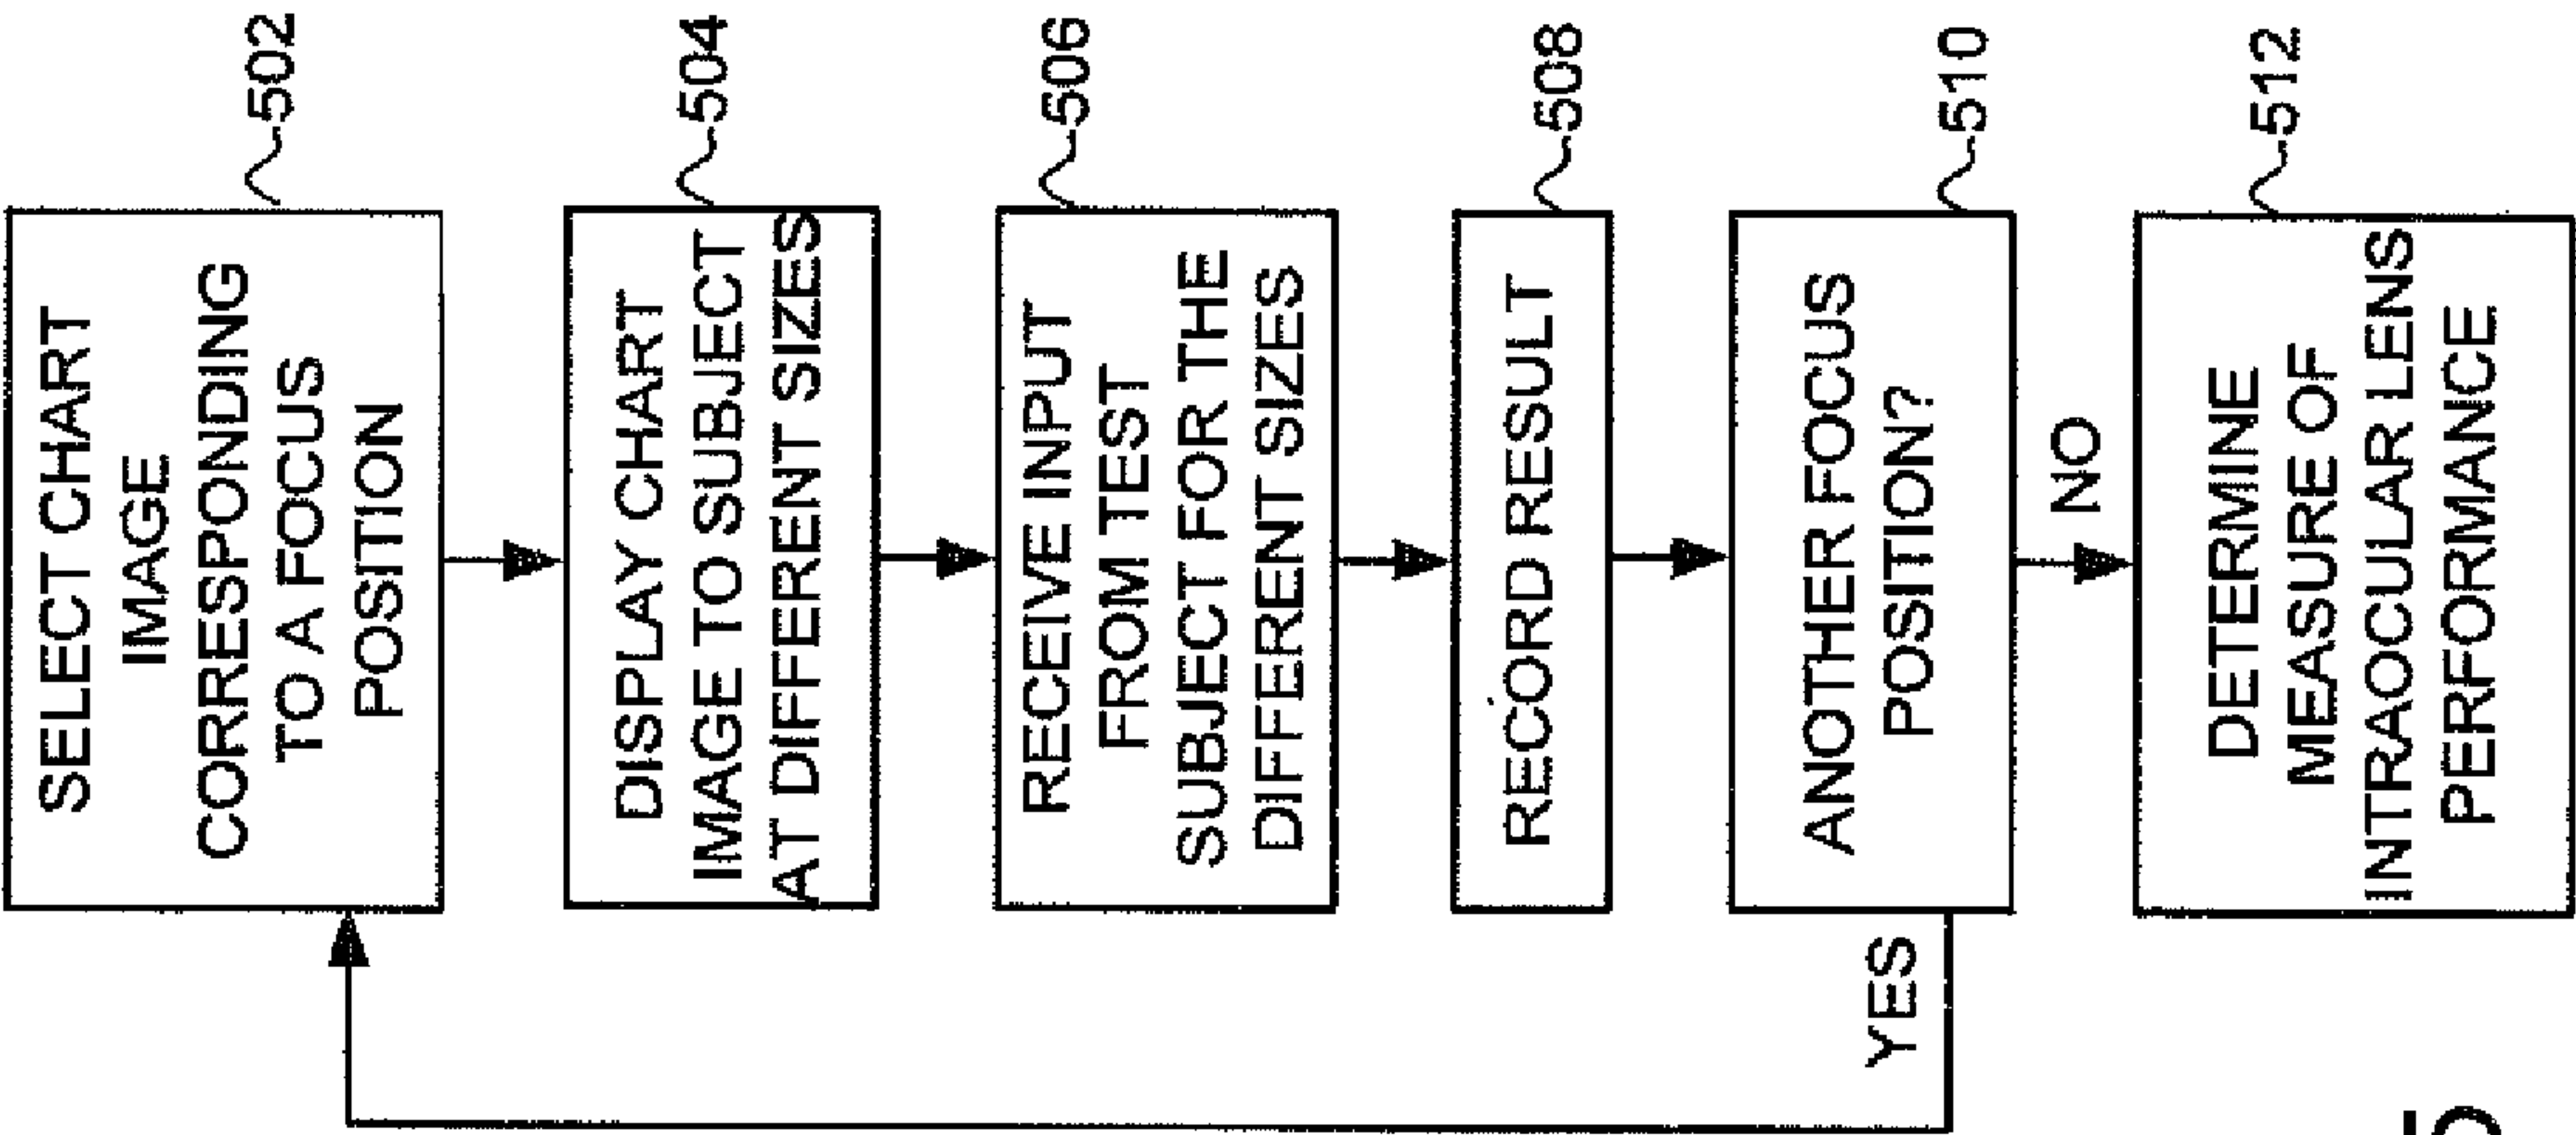 SELECT CHART
IMAGE
CORRESPONDING
TO A FOCUS
POSITION
502
DISPLAY CHART
IMAGE TO SUBJECT
AT DIFFERENT SIZES
504
RECEIVE INPUT
FROM TEST
SUBJECT FOR THE
DIFFERENT SIZES
506
RECORD RESULT
508
ANOTHER FOCUS
POSITION?
510
YES
NO
DETERMINE
MEASURE OF
INTRAOCULAR LENS
PERFORMANCE
512